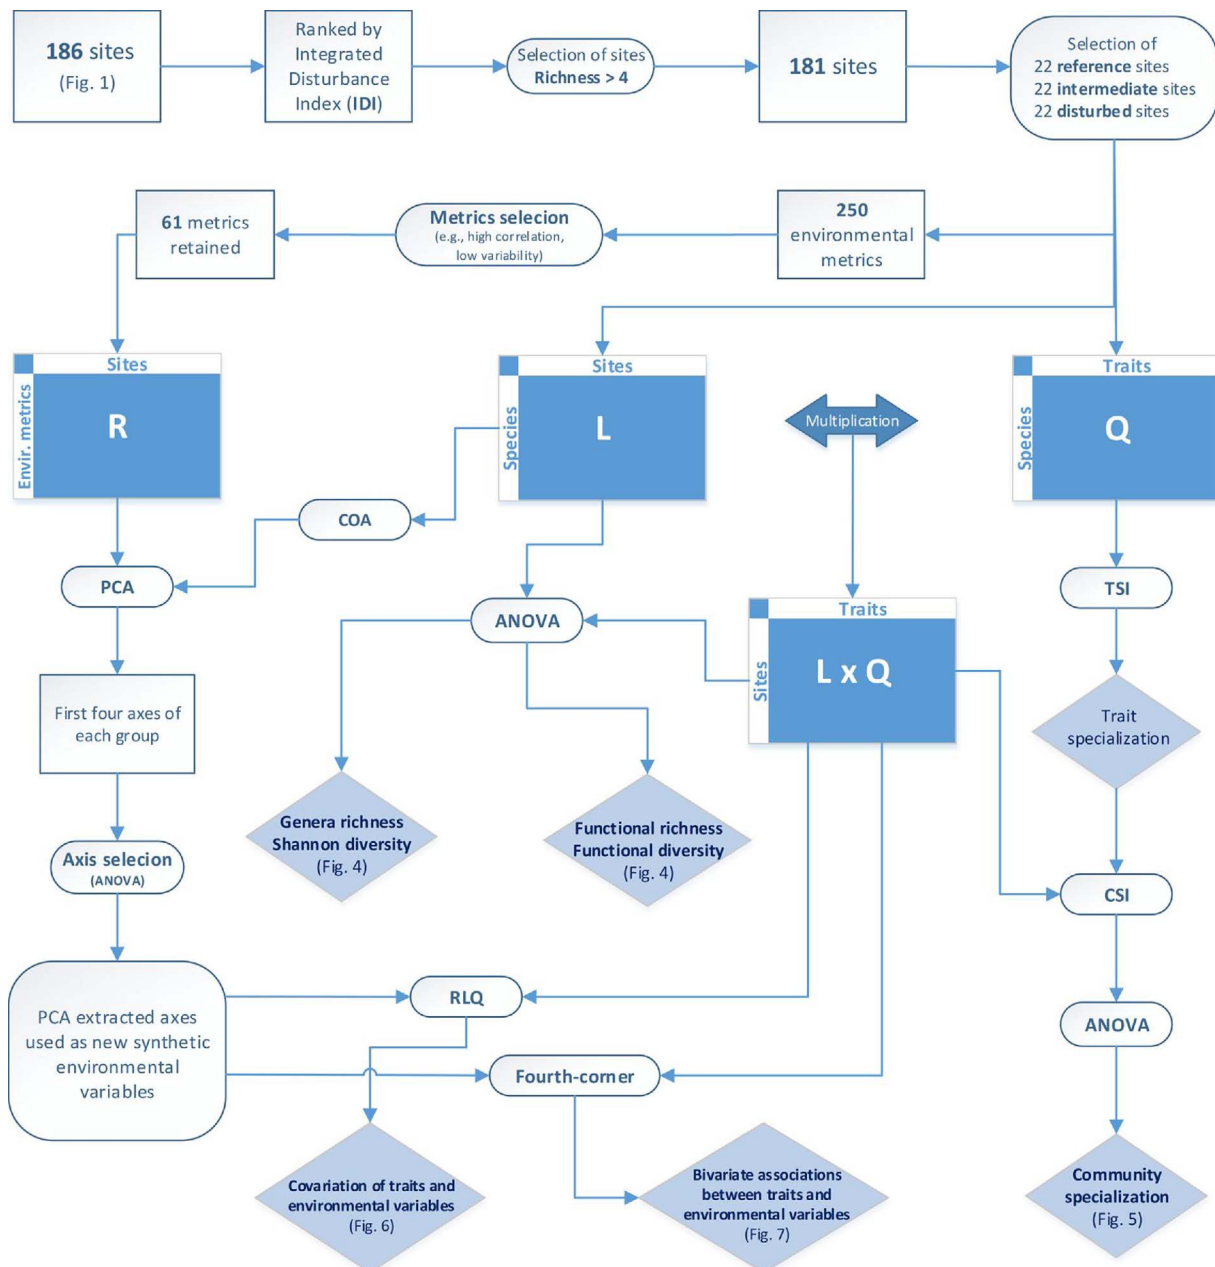 186 sites
(Fig. 1)
Ranked by
Integrated
Disturbance
Index (IDI)
Selection of sites
Richness > 4
181 sites
Selection of
22 reference sites
22 intermediate sites
22 disturbed sites
61 metrics
retained
Metrics selecion
(e.g., high correlation,
low variability)
250
environmental
metrics
Sites
Envir. metrics
R
Sites
Species
L
Multiplication
Traits
Species
Q
COA
PCA
ANOVA
Traits
Sites
L x Q
TSI
First four axes of
each group
Trait
specialization
Genera richness
Shannon diversity
(Fig. 4)
Functional richness
Functional diversity
(Fig. 4)
Axis selecion
(ANOVA)
CSI
PCA extracted axes
used as new synthetic
environmental
variables
RLQ
ANOVA
Fourth-corner
Covariation of traits and
environmental variables
(Fig. 6)
Bivariate associations
between traits and
environmental variables
(Fig. 7)
Community
specialization
(Fig. 5)